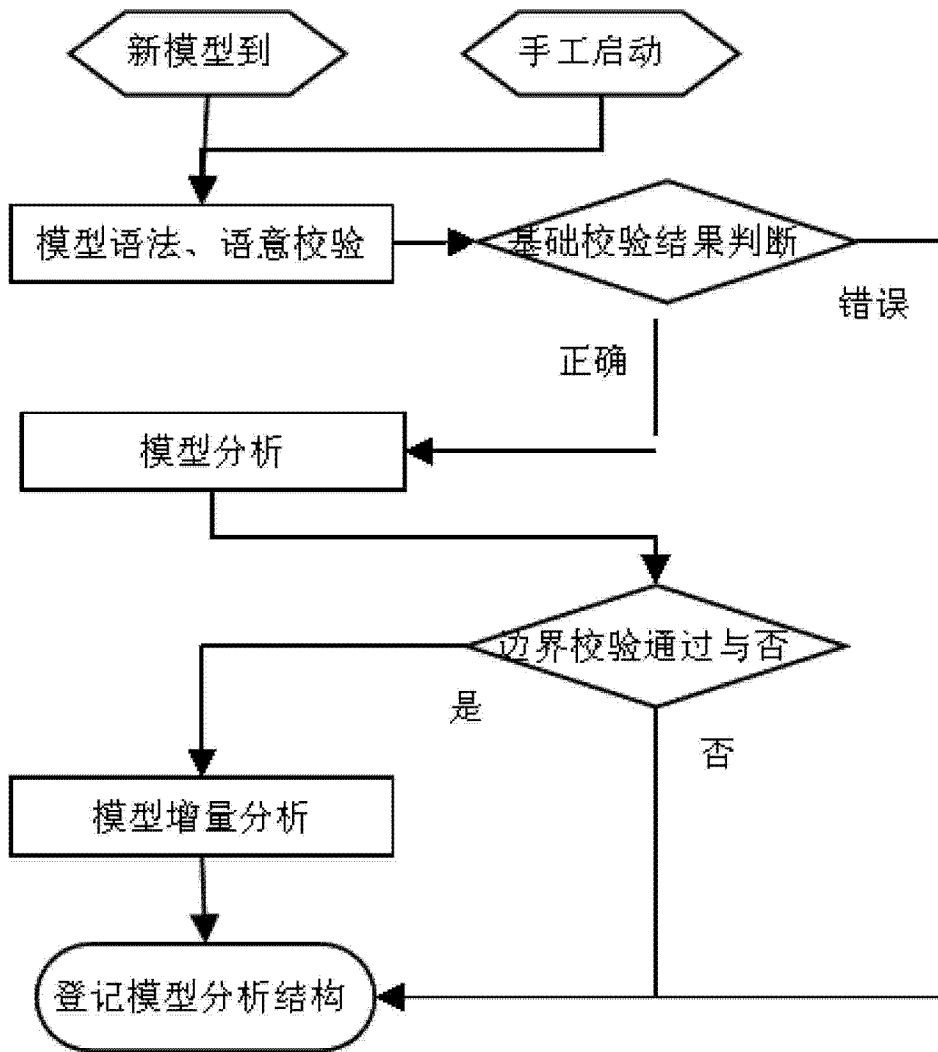 新模型到
手工启动
模型语法、语意校验
基础校验结果判断
错误
正确
模型分析
边界校验通过与否
是
否
模型增量分析
登记模型分析结构